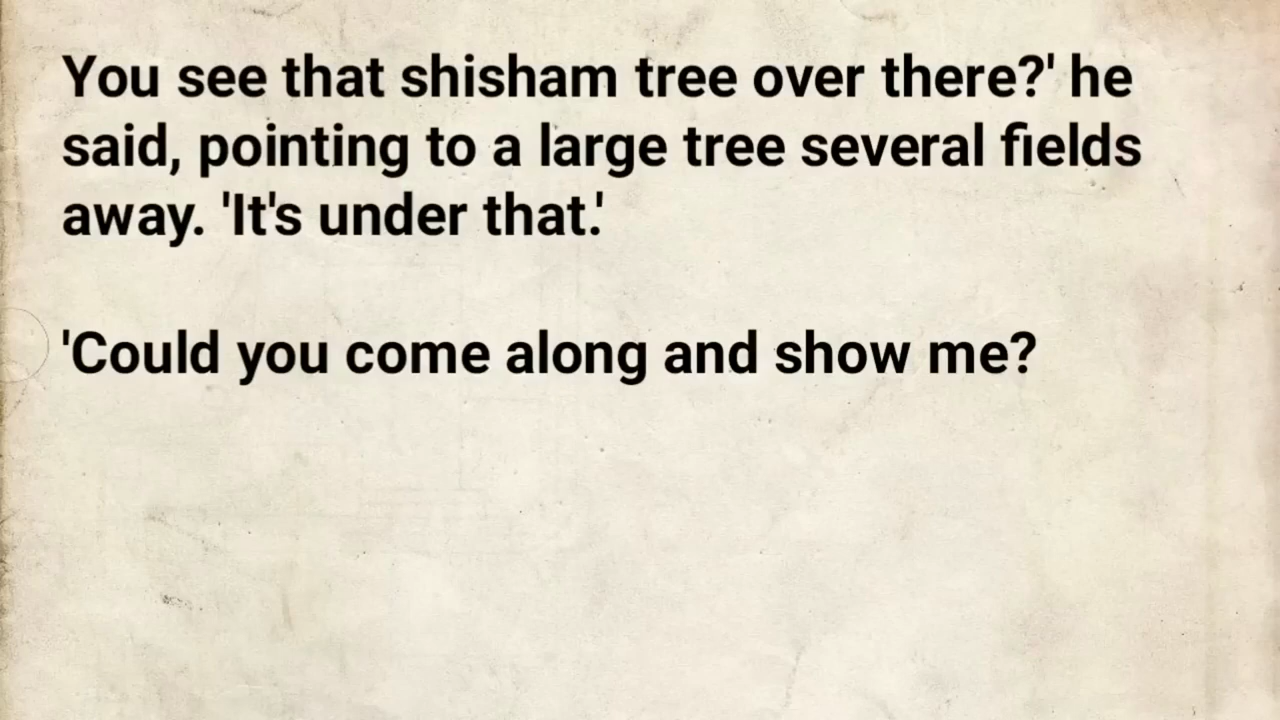 You see that shisham tree over there?' he
said, pointing to a large tree several fields
away. 'It's under that.'
'Could you come along and show me?